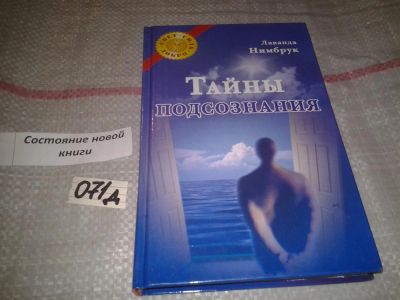 Лаванда
Нимбрук
ТАЙНЫ
ПОДСОЗНАНИЯ
Состояние новой
книги
071д